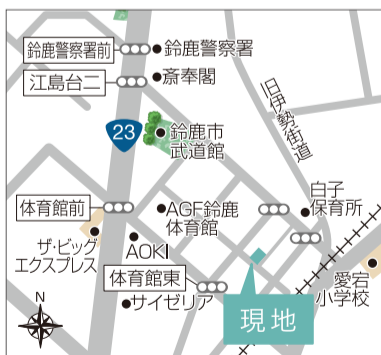 鈴鹿警察署前
鈴鹿警察署
江島台二
斎奉閣
旧伊勢街道
23
鈴鹿市
武道館
体育館前
AGF鈴鹿
体育館
白子
保育所
ザ・ビッグ
エクスプレス
AOKI
体育館東
愛宕
小学校
サイゼリア
現地
N